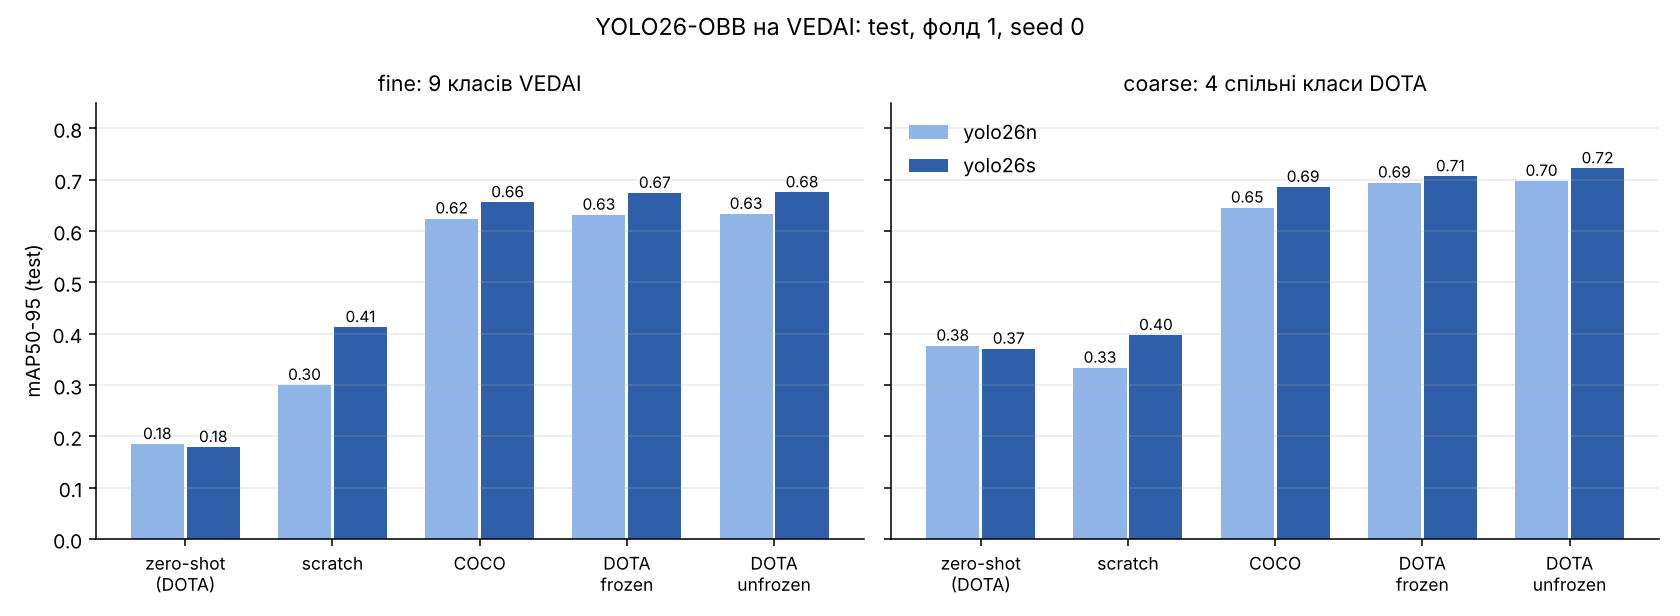 YOLO26-OBB на VEDAI: test, фолд 1, seed 0
fine: 9 класів VEDAI
mAP50-95 (test)
0.8
0.7
0.6
0.5
0.4
0.3
0.2
0.1
0.0
0.18
0.18
0.30
0.41
0.62
0.66
0.63
0.67
0.63
0.68
zero-shot
(DOTA)
scratch
COCO
DOTA
frozen
DOTA
unfrozen
coarse: 4 спільні класи DOTA
yolo26n
yolo26s
0.38
0.37
0.33
0.40
0.65
0.69
0.69
0.71
0.70
0.72
zero-shot
(DOTA)
scratch
COCO
DOTA
frozen
DOTA
unfrozen